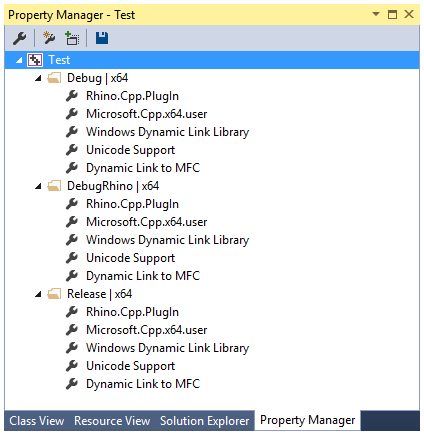 Property Manager - Test
Test
Debug | x64
Rhino.Cpp.PlugIn
Microsoft.Cpp.x64.user
Windows Dynamic Link Library
Unicode Support
Dynamic Link to MFC
DebugRhino | x64
Rhino.Cpp.PlugIn
Microsoft.Cpp.x64.user
Windows Dynamic Link Library
Unicode Support
Dynamic Link to MFC
Release | x64
Rhino.Cpp.PlugIn
Microsoft.Cpp.x64.user
Windows Dynamic Link Library
Unicode Support
Dynamic Link to MFC
Class View Resource View Solution Explorer Property Manager